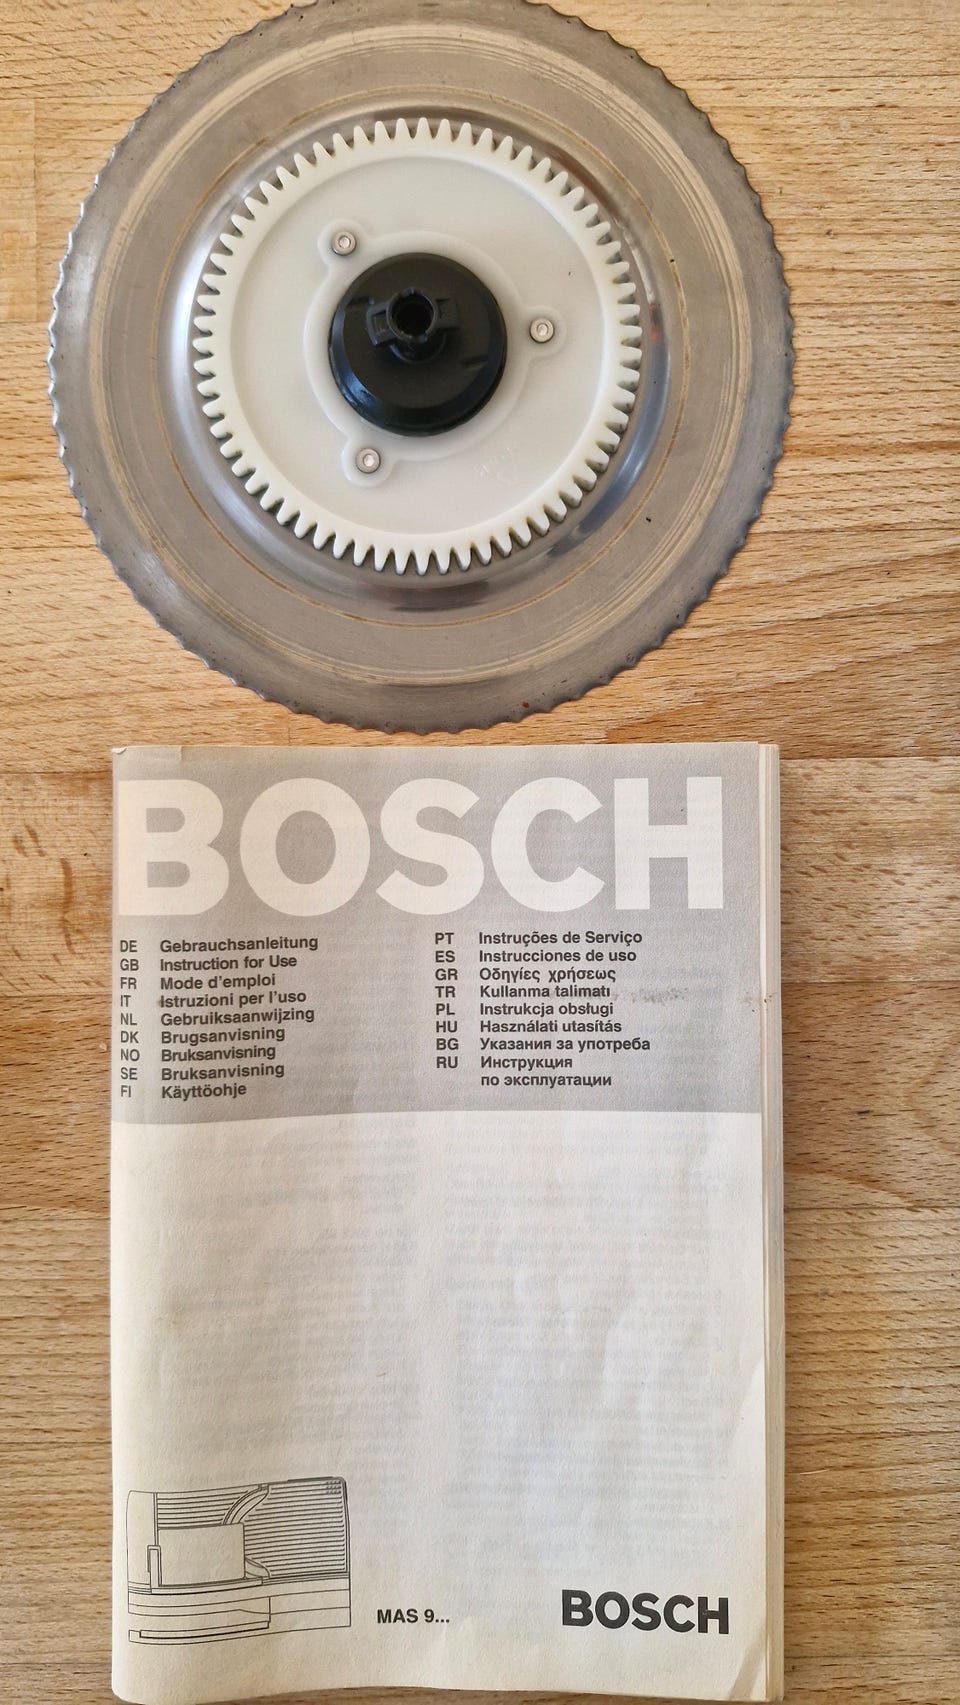 BOSCH
DE Gebrauchsanleitung
GB Instruction for Use
FR Mode d'emploi
IT Istruzioni per l'uso
NL Gebruiksaanwijzing
DK Brugsanvisning
NO Bruksanvisning
SE Bruksanvisning
FI Käyttöohje
PT Instruções de Serviço
ES Instrucciones de uso
GR Οδηγίες χρήσεως
TR Kullanma talimatı
PL Instrukcja obsługi
HU Használati utasítás
BG Указания за употреба
RU Инструкция
по эксплуатации
MAS 9...
BOSCH